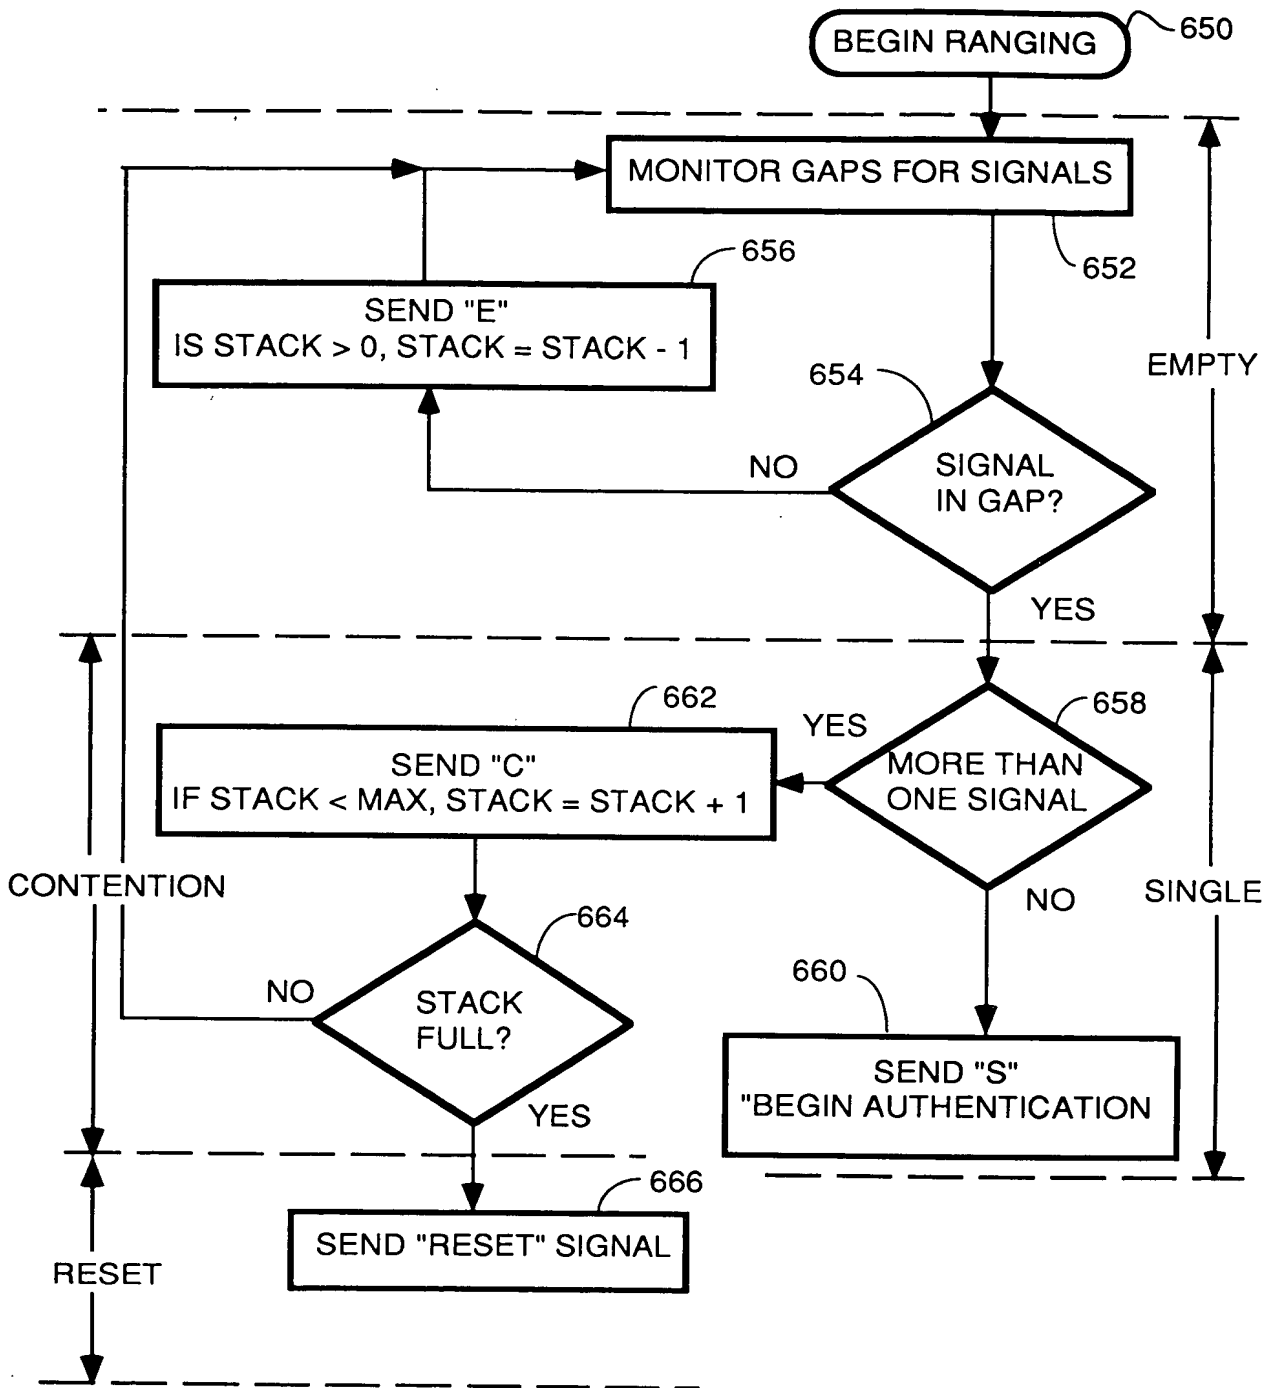 BEGIN RANGING
650
MONITOR GAPS FOR SIGNALS
652
656
SEND "E"
IS STACK > 0, STACK = STACK - 1
EMPTY
654
SIGNAL
IN GAP?
NO
YES
662
658
YES
SEND "C"
IF STACK < MAX, STACK = STACK + 1
MORE THAN
ONE SIGNAL
CONTENTION
SINGLE
NO
664
660
NO
STACK
FULL?
SEND "S"
"BEGIN AUTHENTICATION
YES
666
SEND "RESET" SIGNAL
RESET